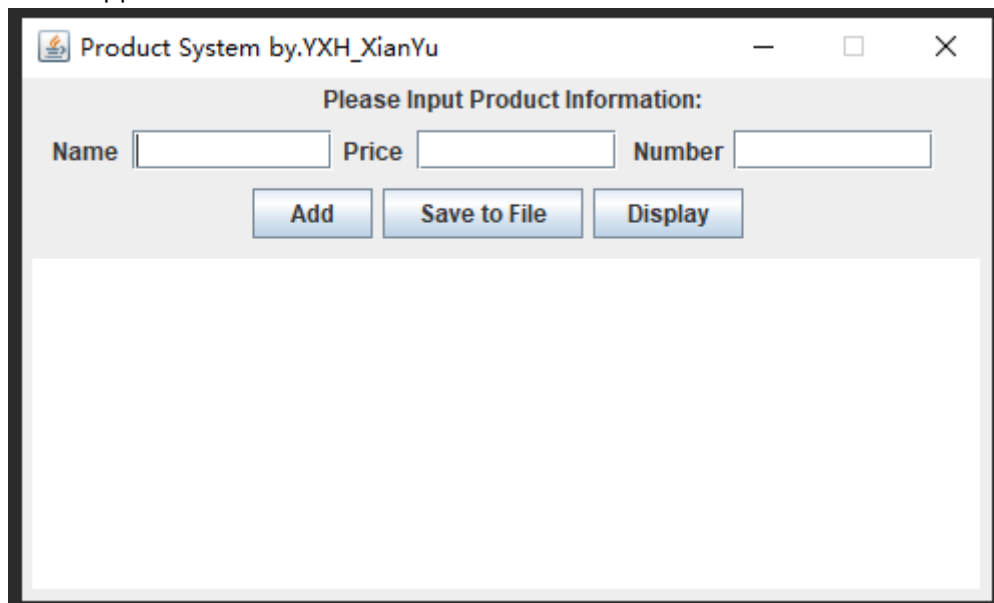 Product System by.YXH_XianYu
Please Input Product Information:
Name Price Number
Add Save to File Display